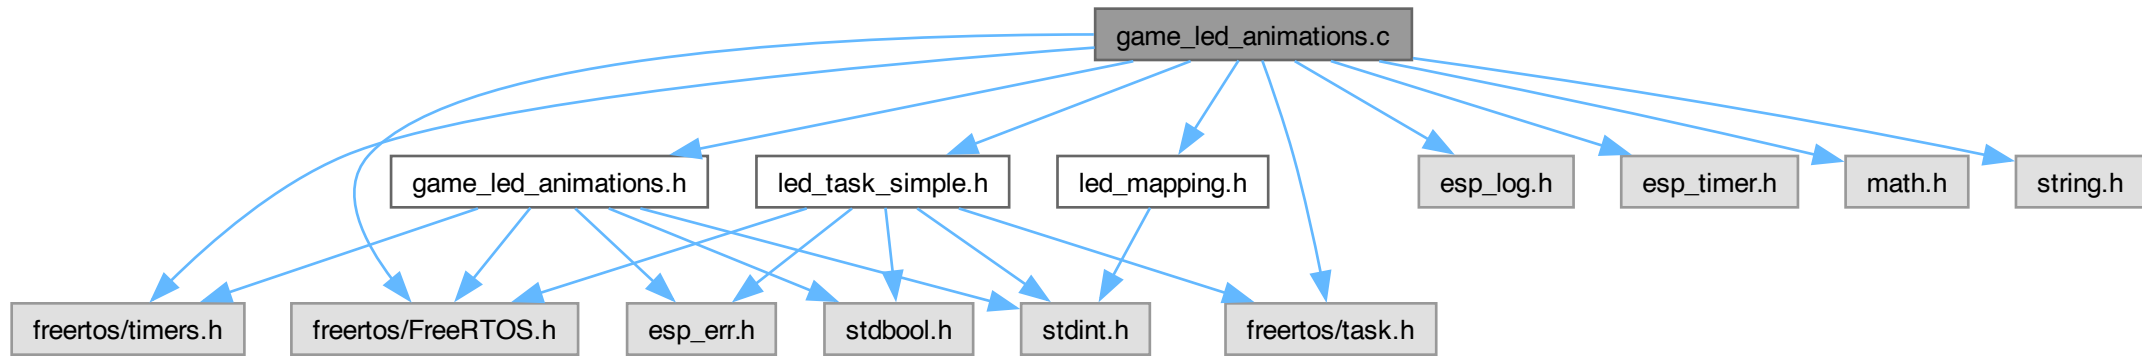 game_led_animations.c
game_led_animations.h
led_task_simple.h
led_mapping.h
esp_log.h
esp_timer.h
math.h
string.h
freertos/timers.h
freertos/FreeRTOS.h
esp_err.h
stdbool.h
stdint.h
freertos/task.h